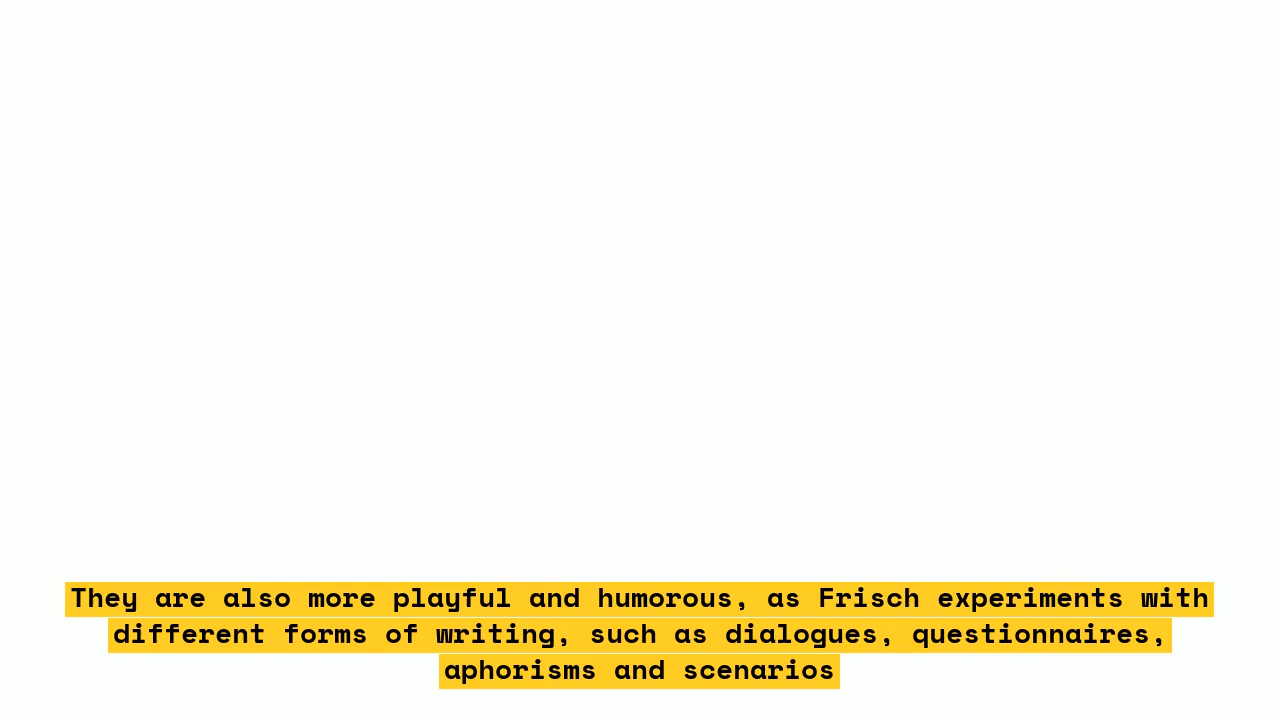 They are also more playful and humorous, as Frisch experiments with
different forms of writing, such as dialogues, questionnaires,
aphorisms and scenarios